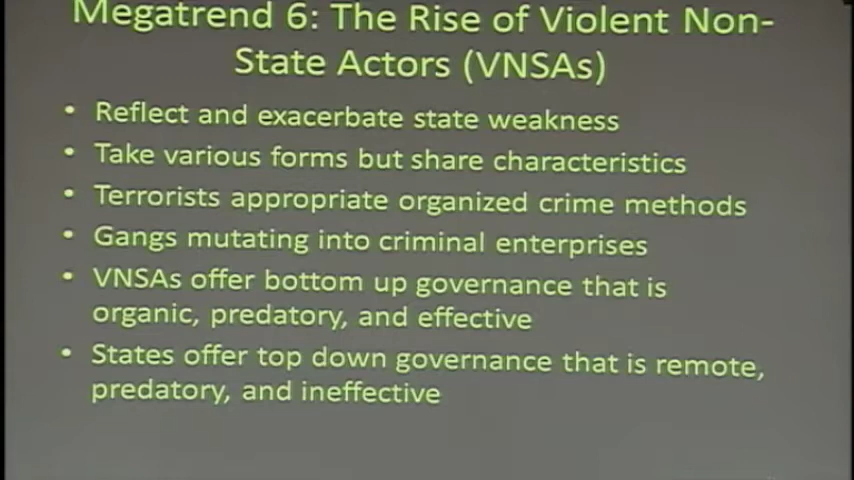 Megatrend 6: The Rise of Violent Non-
State Actors (VNSAs)
• Reflect and exacerbate state weakness
• Take various forms but share characteristics
• Terrorists appropriate organized crime methods
• Gangs mutating into criminal enterprises
• VNSAs offer bottom up governance that is
organic, predatory, and effective
• States offer top down governance that is remote,
predatory, and ineffective